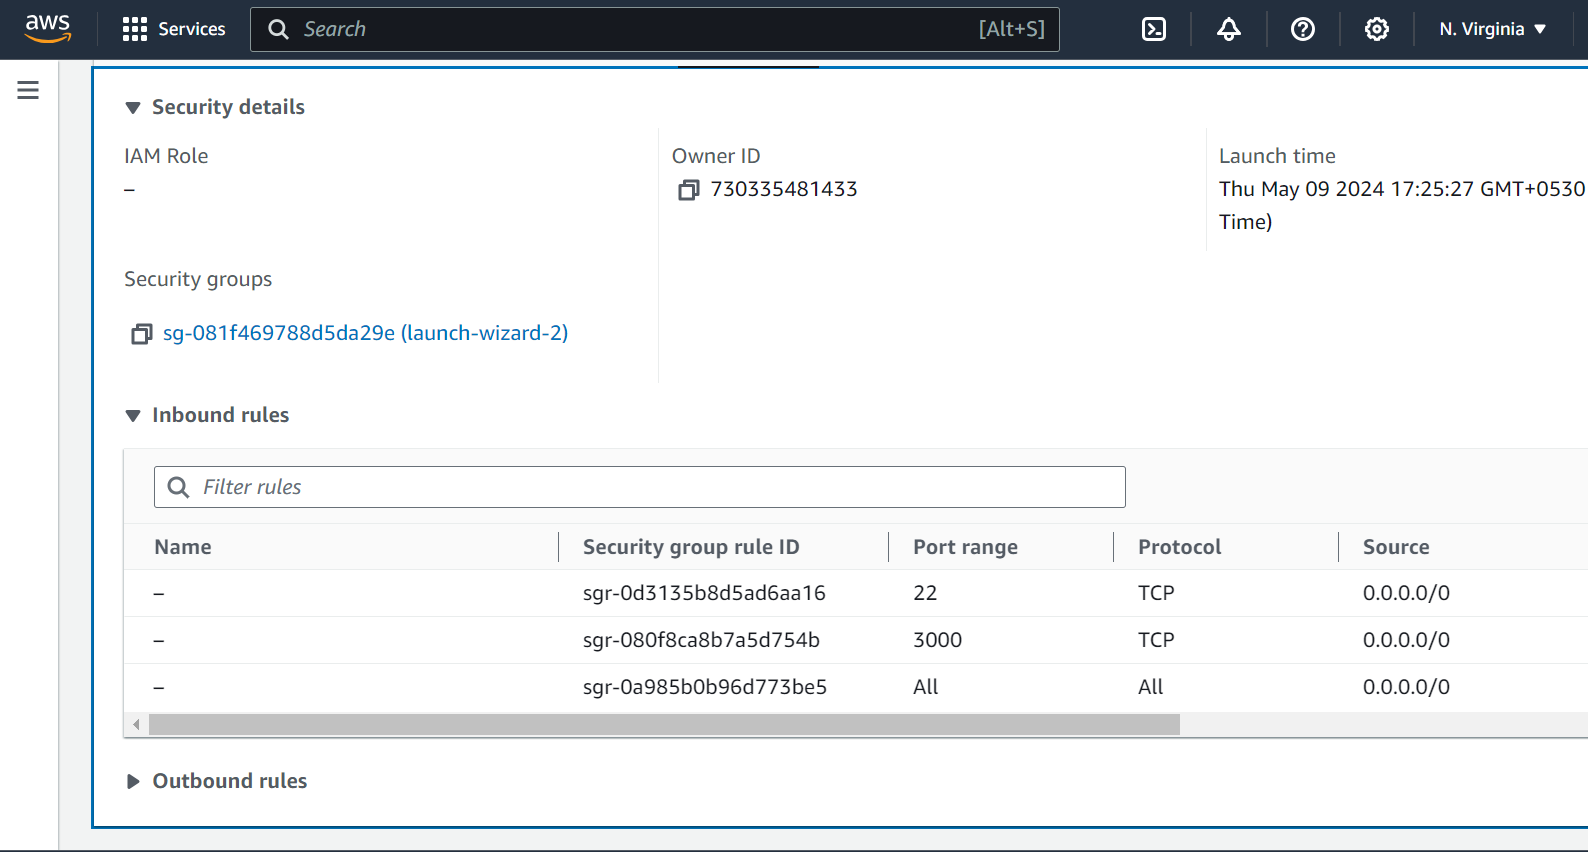 aws Services Search [Alt+S] N. Virginia
Security details
IAM Role Owner ID Launch time
– 730335481433 Thu May 09 2024 17:25:27 GMT+0530
Time)
Security groups
sg-081f469788d5da29e (launch-wizard-2)
Inbound rules
Filter rules
Name Security group rule ID Port range Protocol Source
– sgr-0d3135b8d5ad6aa16 22 TCP 0.0.0.0/0
– sgr-080f8ca8b7a5d754b 3000 TCP 0.0.0.0/0
– sgr-0a985b0b96d773be5 All All 0.0.0.0/0
Outbound rules